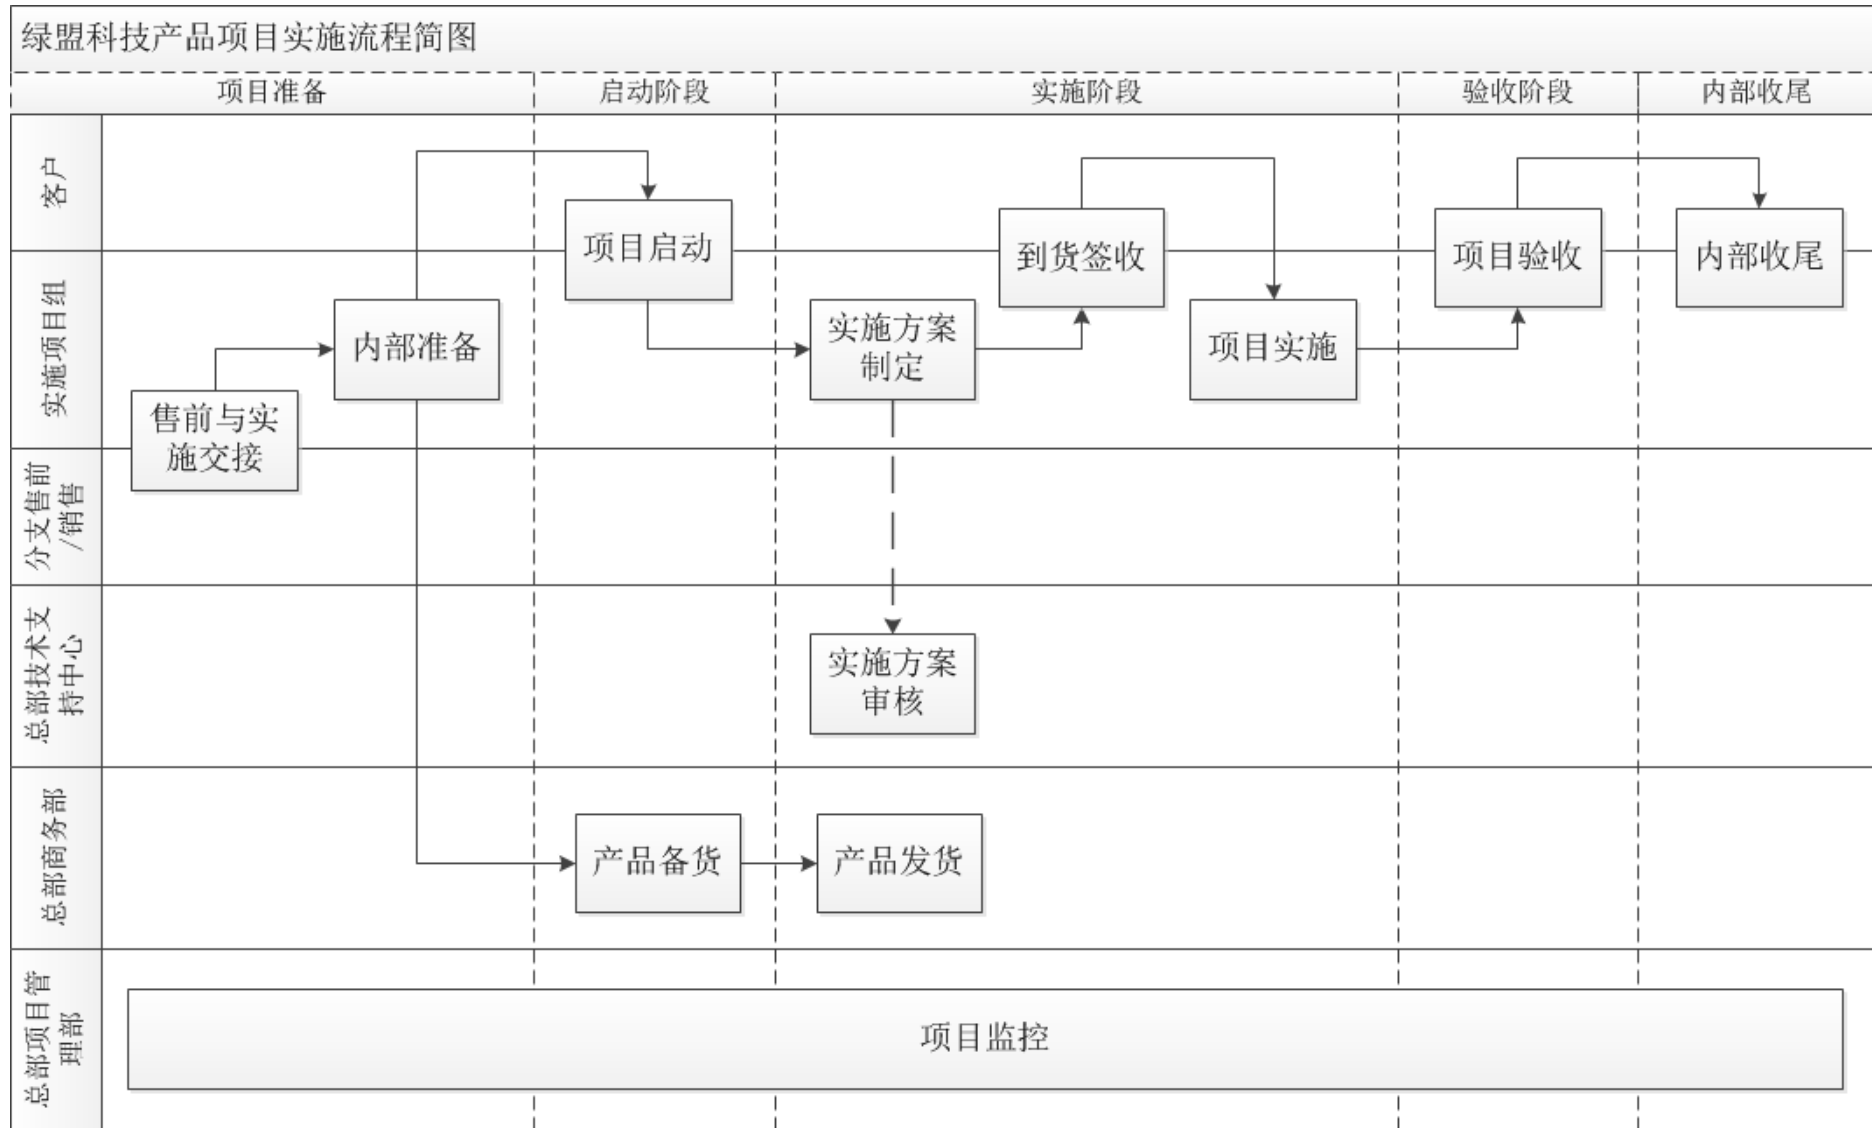 绿盟科技产品项目实施流程简图
项目准备
启动阶段
实施阶段
验收阶段
内部收尾
客户
项目启动
到货签收
项目验收
内部收尾
实施项目组
内部准备
实施方案
制定
项目实施
售前与实
施交接
分支售前
/销售
总部技术支
持中心
实施方案
审核
总部商务部
产品备货
产品发货
总部项目管
理部
项目监控